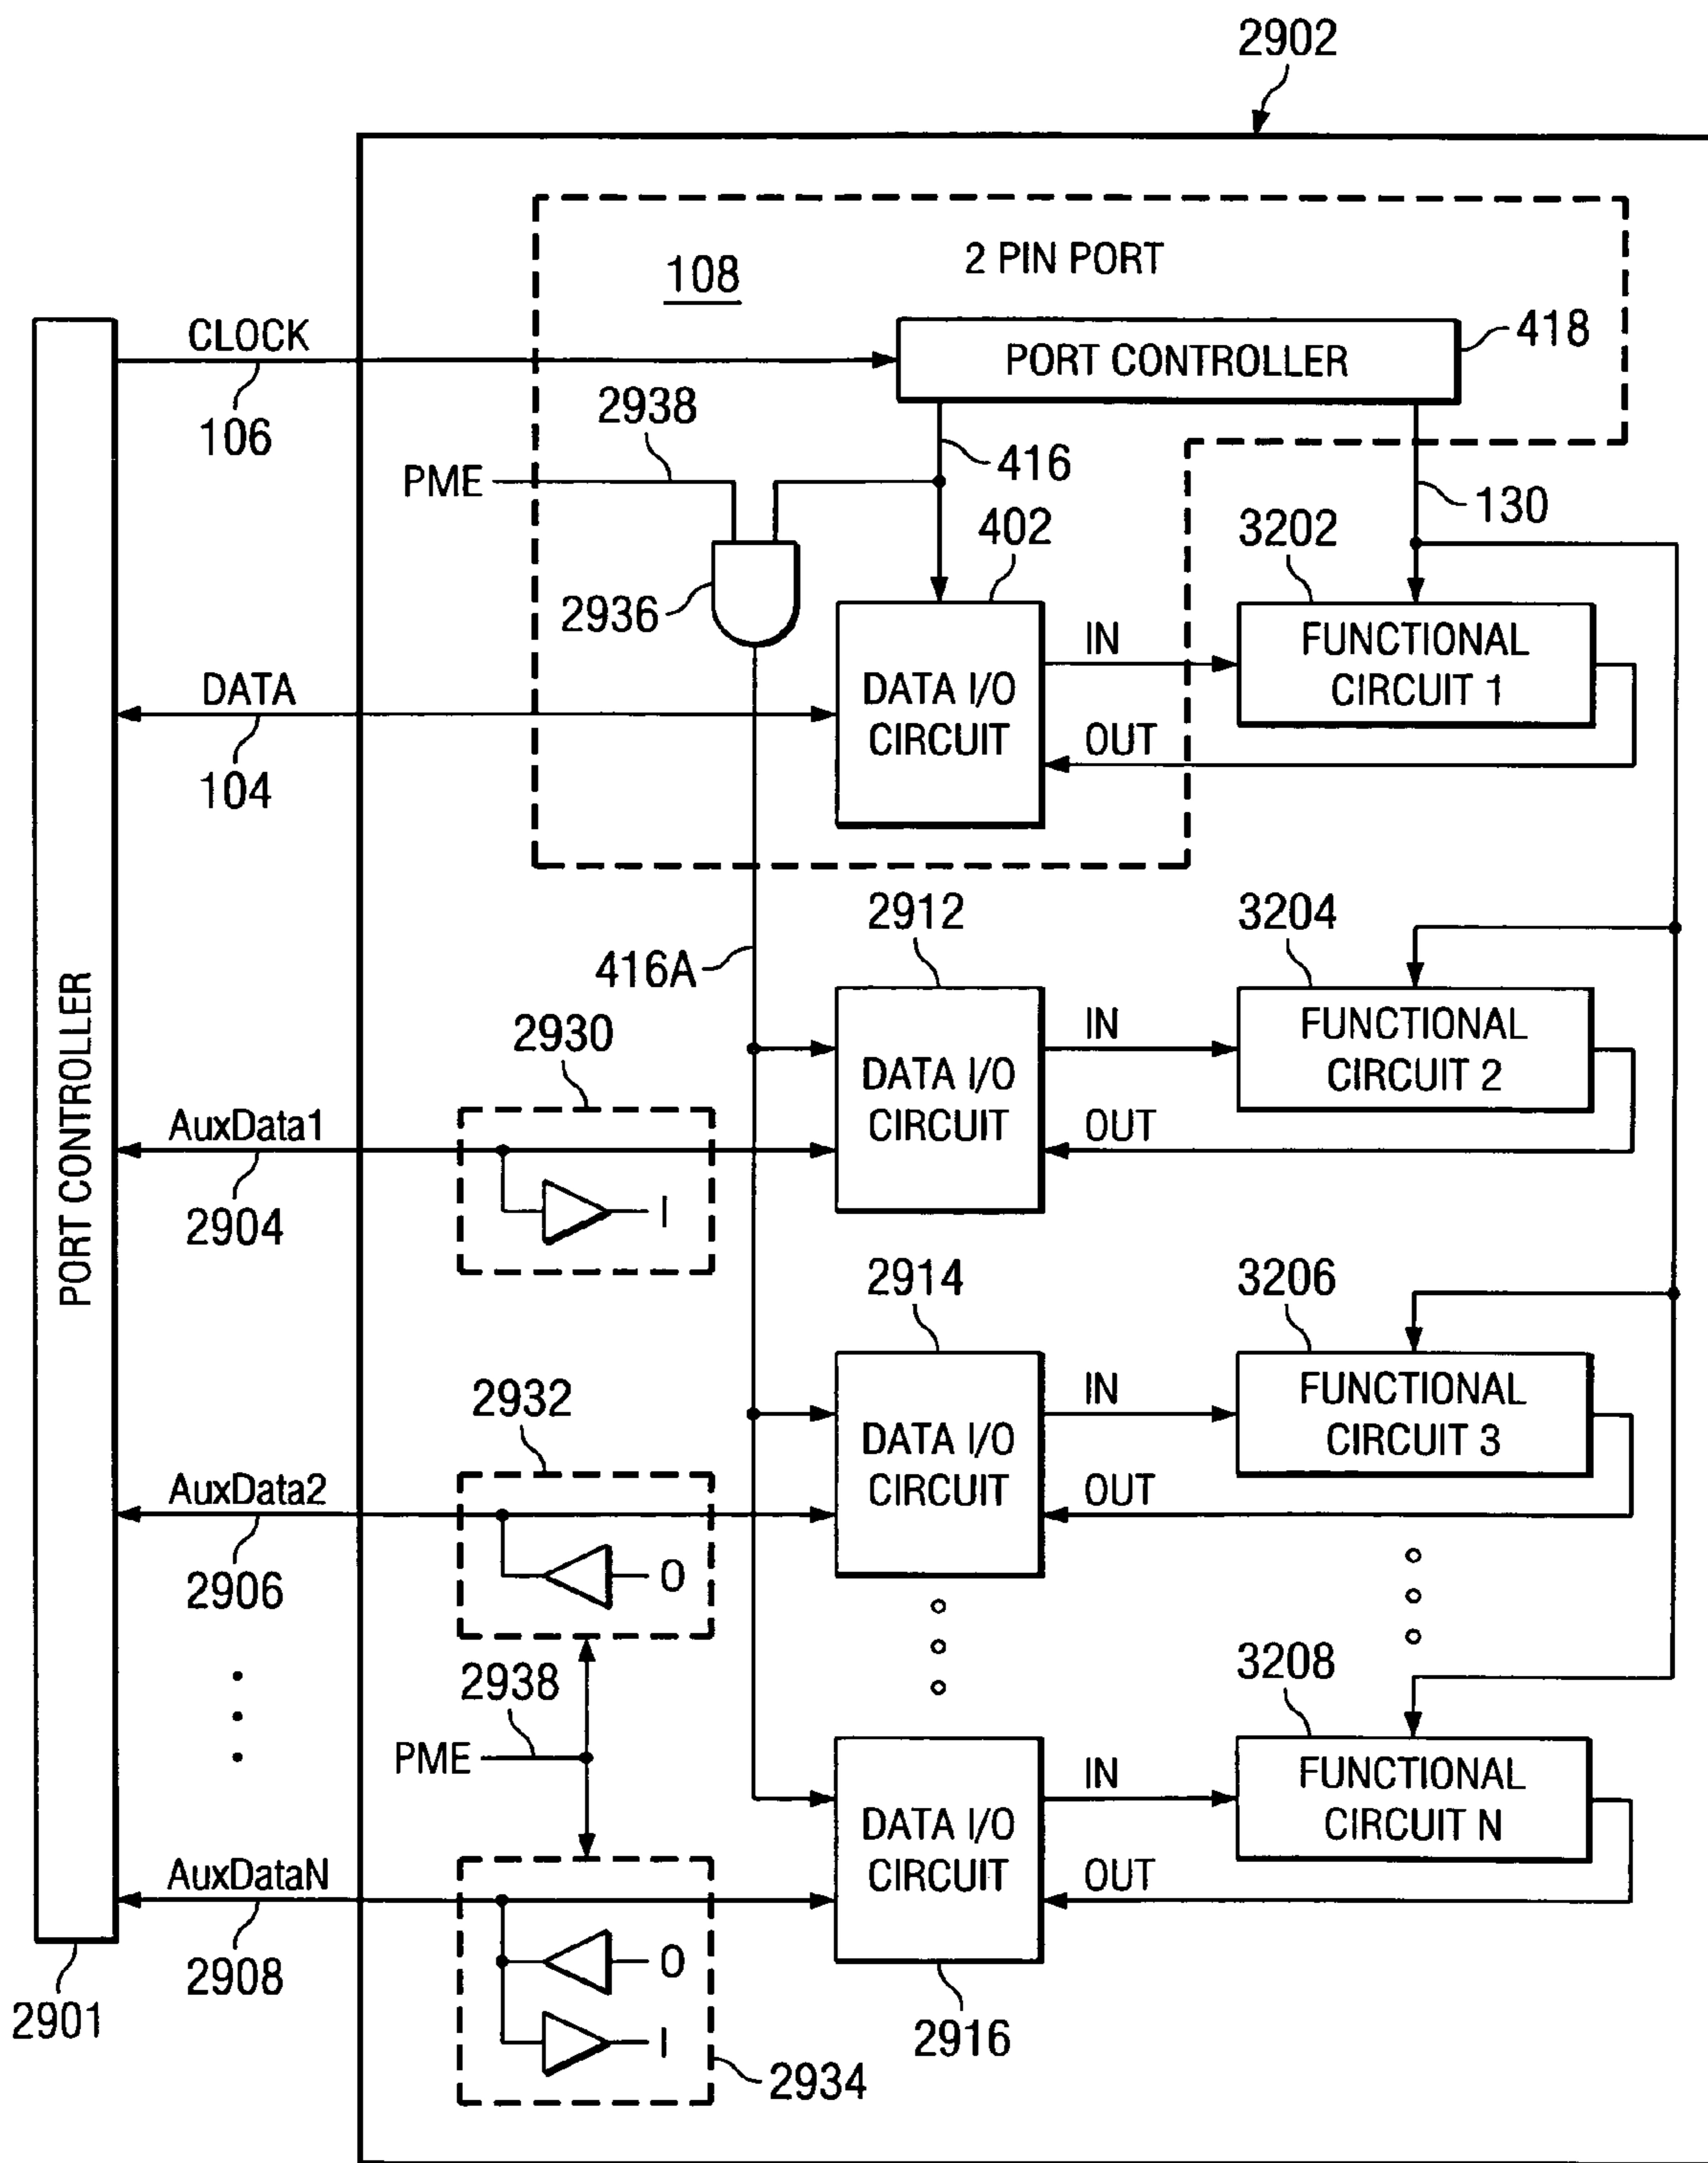 2902
2 PIN PORT
108
CLOCK
106
PORT CONTROLLER
418
2938
PME
416
130
402
3202
2936
DATA I/O
CIRCUIT
IN
OUT
FUNCTIONAL
CIRCUIT 1
DATA
104
2912
3204
416A
2930
DATA I/O
CIRCUIT
IN
OUT
FUNCTIONAL
CIRCUIT 2
AuxData1
2904
I
PORT CONTROLLER
2914
3206
2932
DATA I/O
CIRCUIT
IN
OUT
FUNCTIONAL
CIRCUIT 3
AuxData2
2906
O
2938
PME
3208
DATA I/O
CIRCUIT
IN
OUT
FUNCTIONAL
CIRCUIT N
AuxDataN
2908
O
I
2901
2916
2934